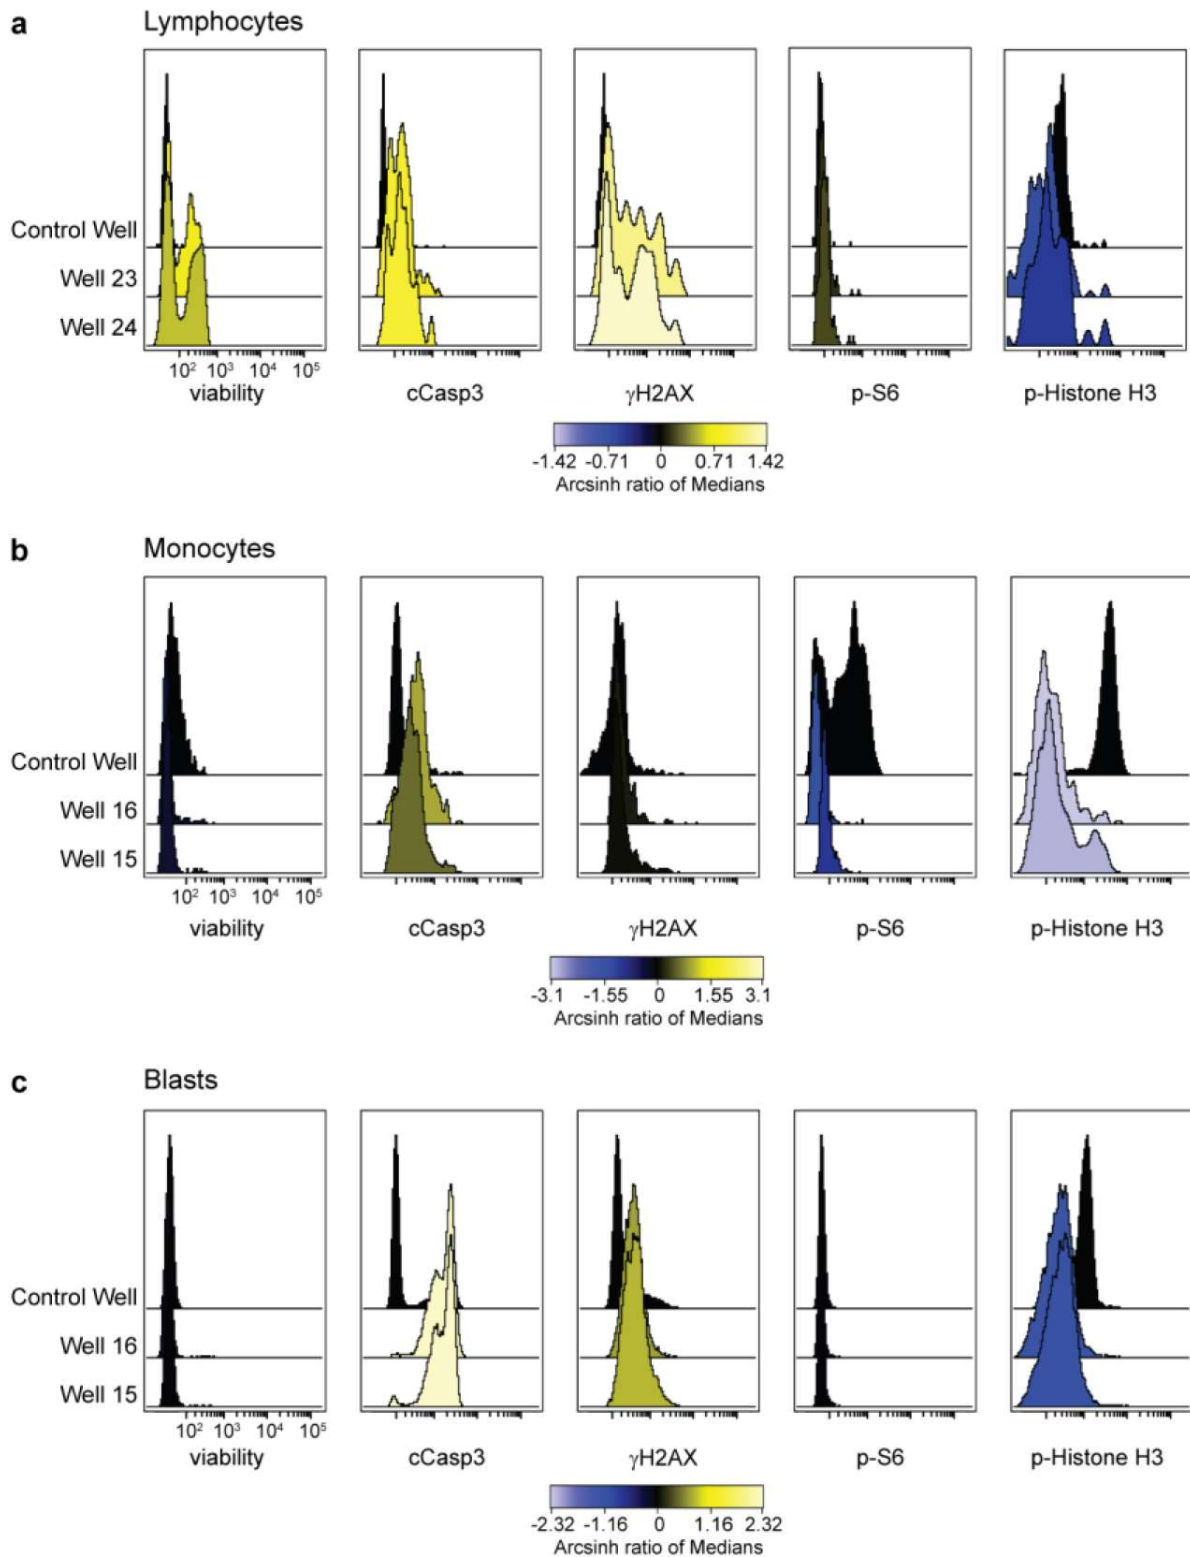 a Lymphocytes
Control Well
Well 23
Well 24
10² 10³ 10⁴ 10⁵
viability cCasp3 γH2AX p-S6 p-Histone H3
-1.42 -0.71 0 0.71 1.42
Arcsinh ratio of Medians
b Monocytes
Control Well
Well 16
Well 15
10² 10³ 10⁴ 10⁵
viability cCasp3 γH2AX p-S6 p-Histone H3
-3.1 -1.55 0 1.55 3.1
Arcsinh ratio of Medians
c Blasts
Control Well
Well 16
Well 15
10² 10³ 10⁴ 10⁵
viability cCasp3 γH2AX p-S6 p-Histone H3
-2.32 -1.16 0 1.16 2.32
Arcsinh ratio of Medians